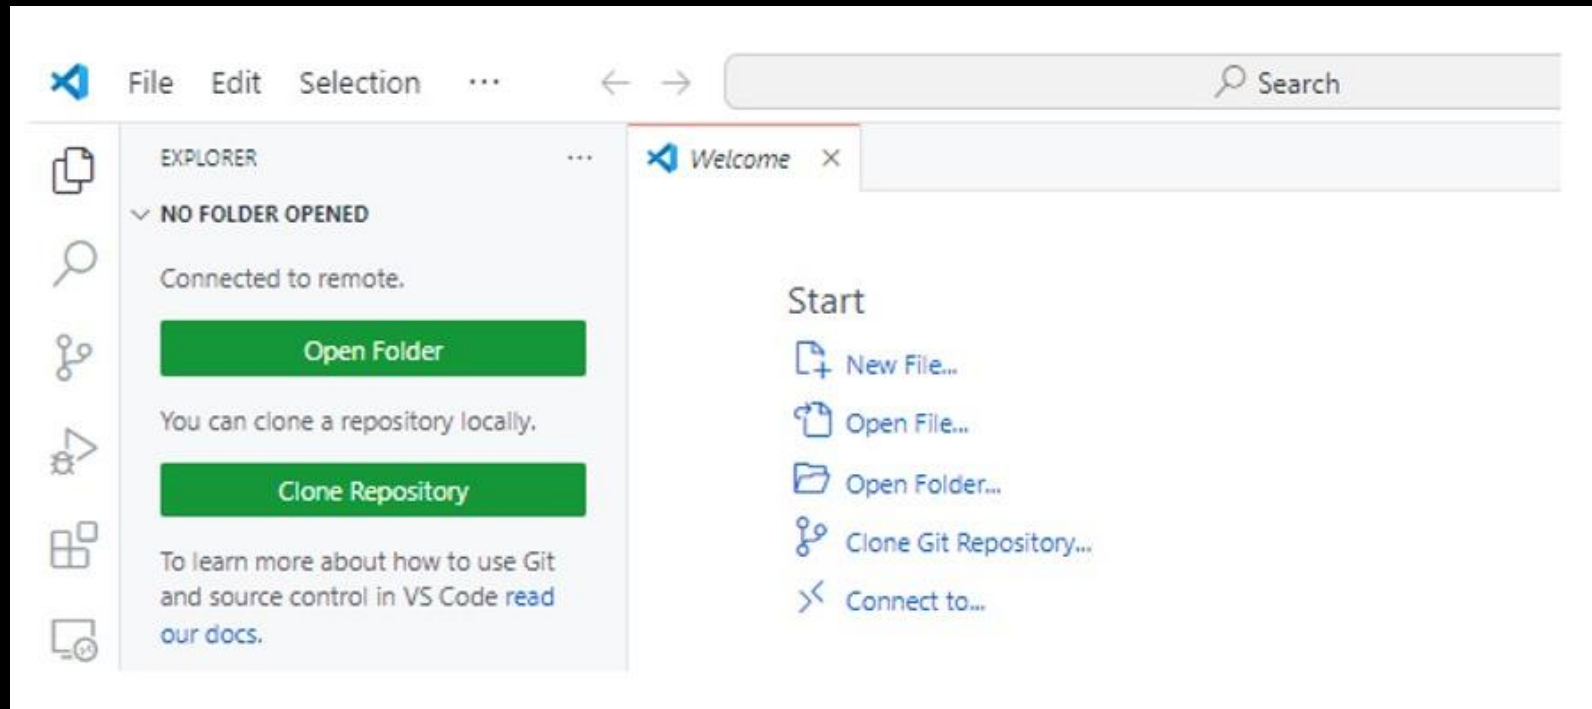 File Edit Selection ... Search
EXPLORER ...
Welcome
NO FOLDER OPENED
Connected to remote.
Open Folder
You can clone a repository locally.
Clone Repository
To learn more about how to use Git
and source control in VS Code read
our docs.
Start
New File...
Open File...
Open Folder...
Clone Git Repository...
Connect to...